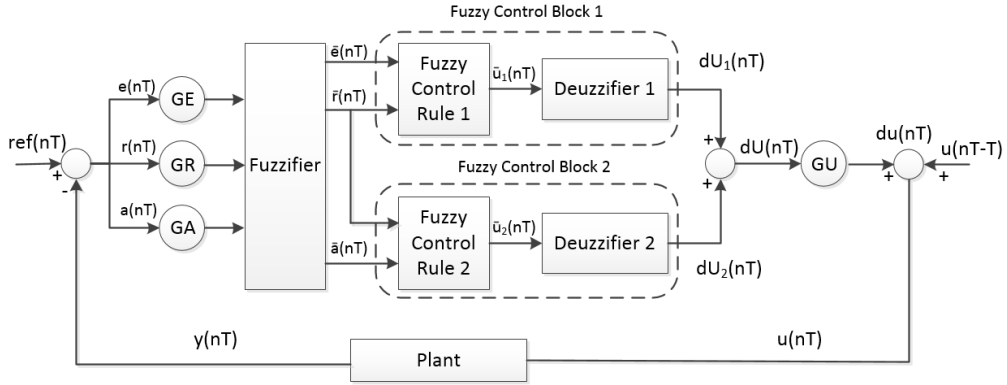 Fuzzy Control Block 1
ẽ(nT)
dU₁(nT)
Fuzzy
Control
Rule 1
ũ₁(nT)
Deuzzifier 1
e(nT)
GE
r̃(nT)
ref(nT)
r(nT)
GR
Fuzzifier
+
-
+
+
dU(nT)
GU
du(nT)
u(nT-T)
+
+
Fuzzy Control Block 2
a(nT)
GA
Fuzzy
Control
Rule 2
ũ₂(nT)
Deuzzifier 2
ã(nT)
dU₂(nT)
y(nT)
Plant
u(nT)